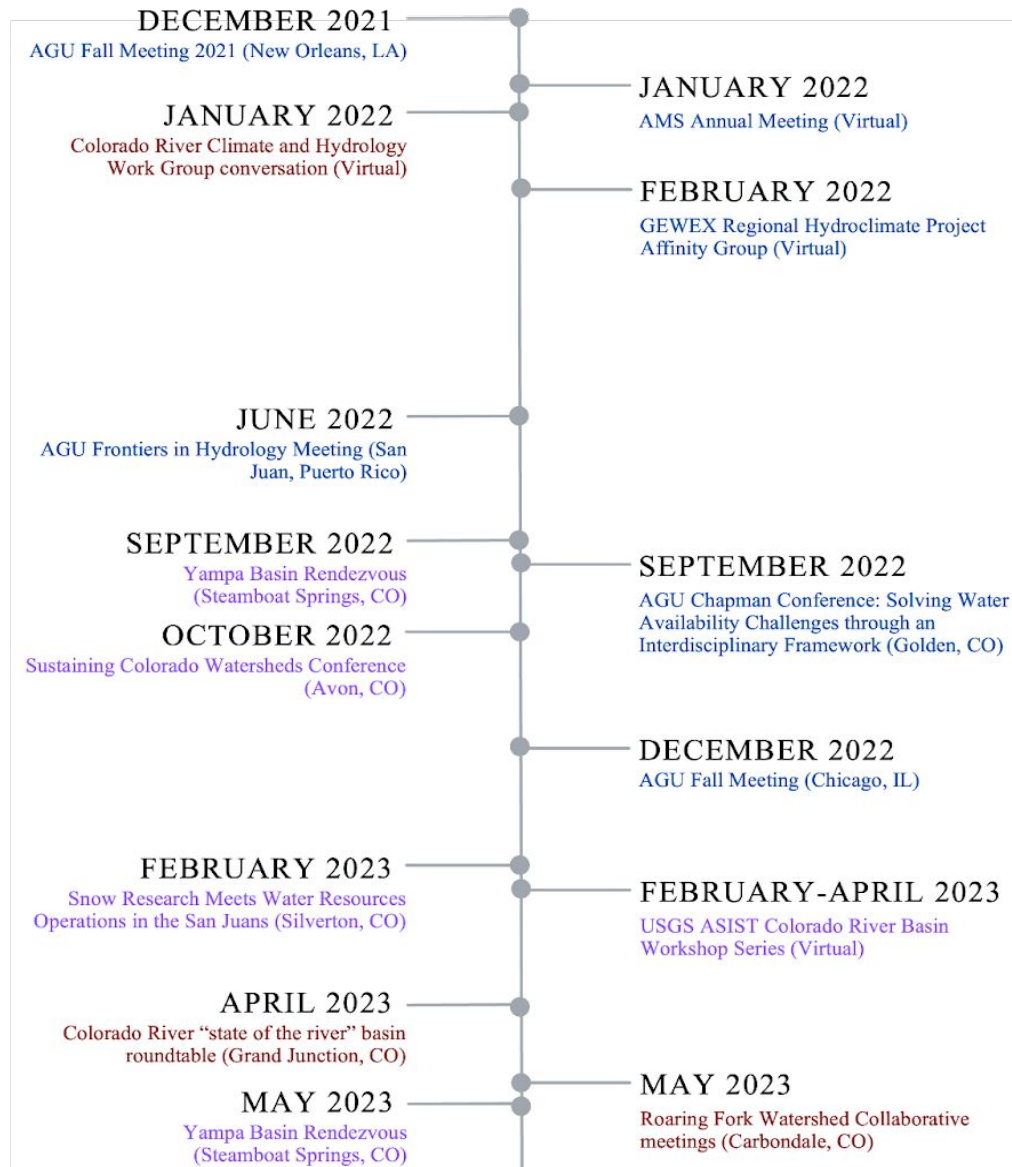 DECEMBER 2021
AGU Fall Meeting 2021 (New Orleans, LA)
JANUARY 2022
AMS Annual Meeting (Virtual)
JANUARY 2022
Colorado River Climate and Hydrology
Work Group conversation (Virtual)
FEBRUARY 2022
GEWEX Regional Hydroclimate Project
Affinity Group (Virtual)
JUNE 2022
AGU Frontiers in Hydrology Meeting (San
Juan, Puerto Rico)
SEPTEMBER 2022
Yampa Basin Rendezvous
(Steamboat Springs, CO)
SEPTEMBER 2022
AGU Chapman Conference: Solving Water
Availability Challenges through an
Interdisciplinary Framework (Golden, CO)
OCTOBER 2022
Sustaining Colorado Watersheds Conference
(Avon, CO)
DECEMBER 2022
AGU Fall Meeting (Chicago, IL)
FEBRUARY 2023
Snow Research Meets Water Resources
Operations in the San Juans (Silverton, CO)
FEBRUARY-APRIL 2023
USGS ASIST Colorado River Basin
Workshop Series (Virtual)
APRIL 2023
Colorado River “state of the river” basin
roundtable (Grand Junction, CO)
MAY 2023
Roaring Fork Watershed Collaborative
meetings (Carbondale, CO)
MAY 2023
Yampa Basin Rendezvous
(Steamboat Springs, CO)